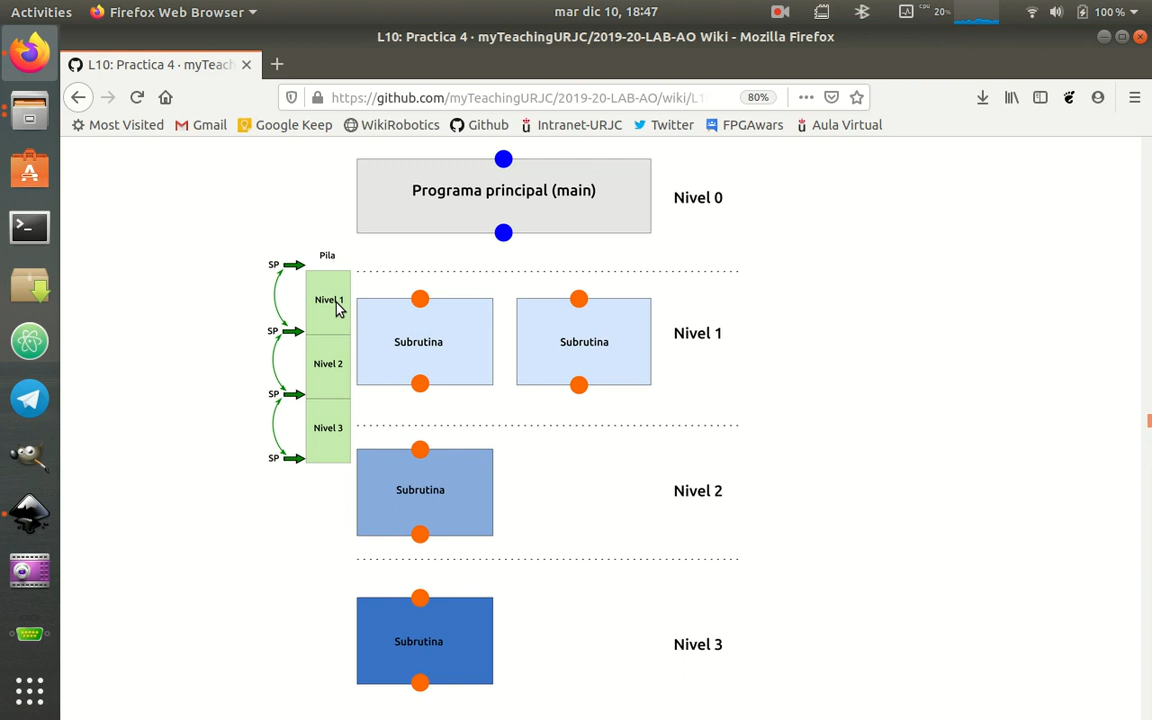 Activities
Firefox Web Browser
mar dic 10, 18:47
cpu 20%
100 %
L10: Practica 4 · myTeachingURJC/2019-20-LAB-AO Wiki - Mozilla Firefox
L10: Practica 4 · myTeach
https://github.com/myTeachingURJC/2019-20-LAB-AO/wiki/L1
80%
Most Visited
Gmail
Google Keep
WikiRobotics
Github
Intranet-URJC
Twitter
FPGAwars
Aula Virtual
Programa principal (main)
Nivel 0
Pila
SP
Nivel 1
SP
Nivel 2
SP
Nivel 3
SP
Subrutina
Subrutina
Nivel 1
Subrutina
Nivel 2
Subrutina
Nivel 3